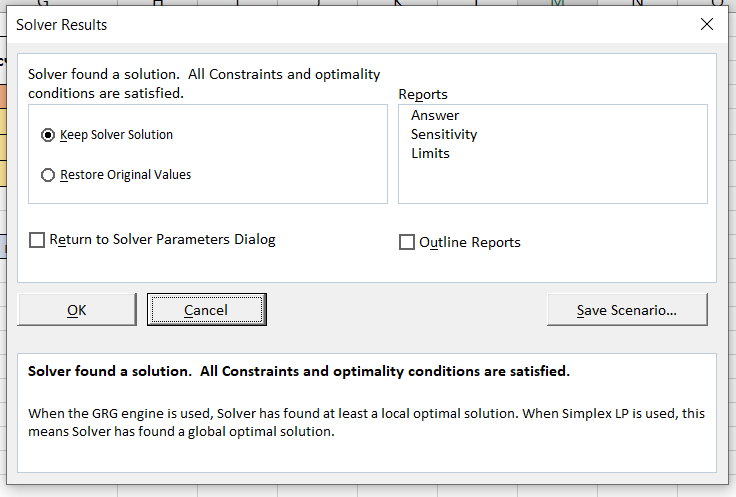 Solver Results
Solver found a solution.  All Constraints and optimality
conditions are satisfied.
Reports
Answer
Sensitivity
Limits
Keep Solver Solution
Restore Original Values
Return to Solver Parameters Dialog
Outline Reports
OK
Cancel
Save Scenario...
Solver found a solution.  All Constraints and optimality conditions are satisfied.
When the GRG engine is used, Solver has found at least a local optimal solution. When Simplex LP is used, this
means Solver has found a global optimal solution.